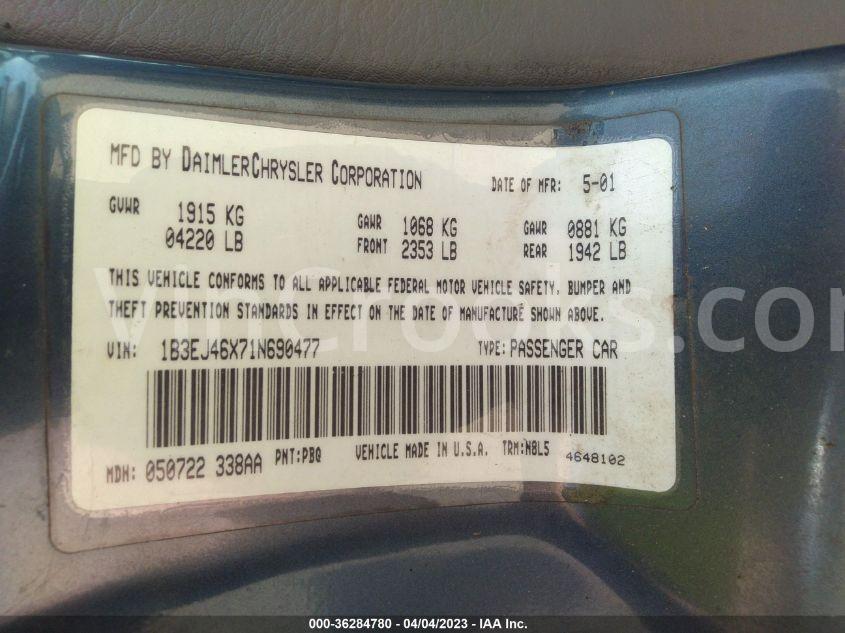 MFD BY DAIMLERCHRYSLER CORPORATION DATE OF MFR: 5-01
GVWR 1915 KG GAWR 1068 KG GAWR 0881 KG
04220 LB FRONT 2353 LB REAR 1942 LB
THIS VEHICLE CONFORMS TO ALL APPLICABLE FEDERAL MOTOR VEHICLE SAFETY, BUMPER AND
THEFT PREVENTION STANDARDS IN EFFECT ON THE DATE OF MANUFACTURE SHOWN ABOVE.
vincrooks.com
VIN: 1B3EJ46X71N690477 TYPE: PASSENGER CAR
MDH: 050722 338AA PNT:PBQ VEHICLE MADE IN U.S.A. TRM:N8L5 4648102
000-36284780 - 04/04/2023 - IAA Inc.